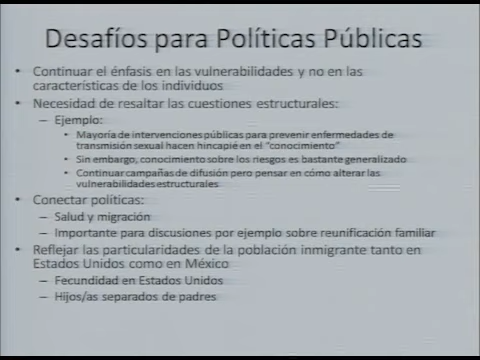 Desafíos para Políticas Públicas
• Continuar el énfasis en las vulnerabilidades y no en las
características de los individuos
• Necesidad de resaltar las cuestiones estructurales:
– Ejemplo:
• Mayoría de intervenciones públicas para prevenir enfermedades de
transmisión sexual hacen hincapié en el "conocimiento"
• Sin embargo, conocimiento sobre los riesgos es bastante generalizado
• Continuar campañas de difusión pero pensar en cómo alterar las
vulnerabilidades estructurales
• Conectar políticas:
– Salud y migración
– Importante para discusiones por ejemplo sobre reunificación familiar
• Reflejar las particularidades de la población inmigrante tanto en
Estados Unidos como en México
– Fecundidad en Estados Unidos
– Hijos/as separados de padres